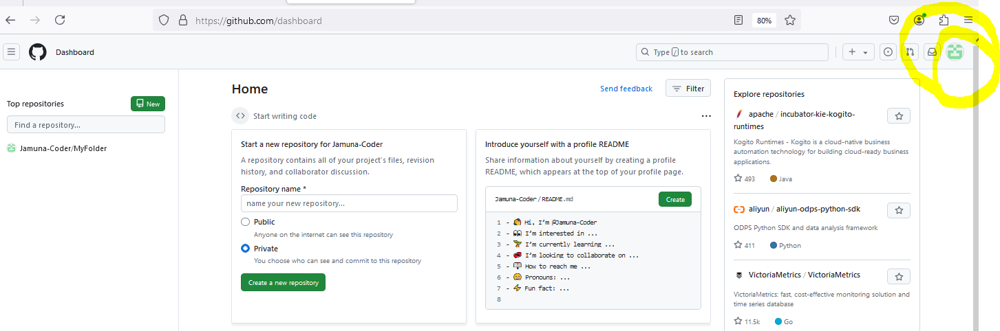 https://github.com/dashboard
80%
Dashboard
Type / to search
Top repositories
New
Find a repository...
Jamuna-Coder/MyFolder
Home
Send feedback
Filter
Start writing code
Start a new repository for Jamuna-Coder
A repository contains all of your project's files, revision
history, and collaborator discussion.
Repository name *
name your new repository...
Public
Anyone on the internet can see this repository
Private
You choose who can see and commit to this repository
Create a new repository
Introduce yourself with a profile README
Share information about yourself by creating a profile
README, which appears at the top of your profile page.
Jamuna-Coder / README.md
Create
1 - 👋 Hi, I'm @Jamuna-Coder
2 - 👀 I'm interested in ...
3 - 🌱 I'm currently learning ...
4 - 💞️ I'm looking to collaborate on ...
5 - 📫 How to reach me ...
6 - 😄 Pronouns: ...
7 - ⚡ Fun fact: ...
8
Explore repositories
apache / incubator-kie-kogito-
runtimes
Kogito Runtimes - Kogito is a cloud-native business
automation technology for building cloud-ready business
applications.
493 Java
aliyun / aliyun-odps-python-sdk
ODPS Python SDK and data analysis framework
411 Python
VictoriaMetrics / VictoriaMetrics
VictoriaMetrics: fast, cost-effective monitoring solution and
time series database
11.5k Go